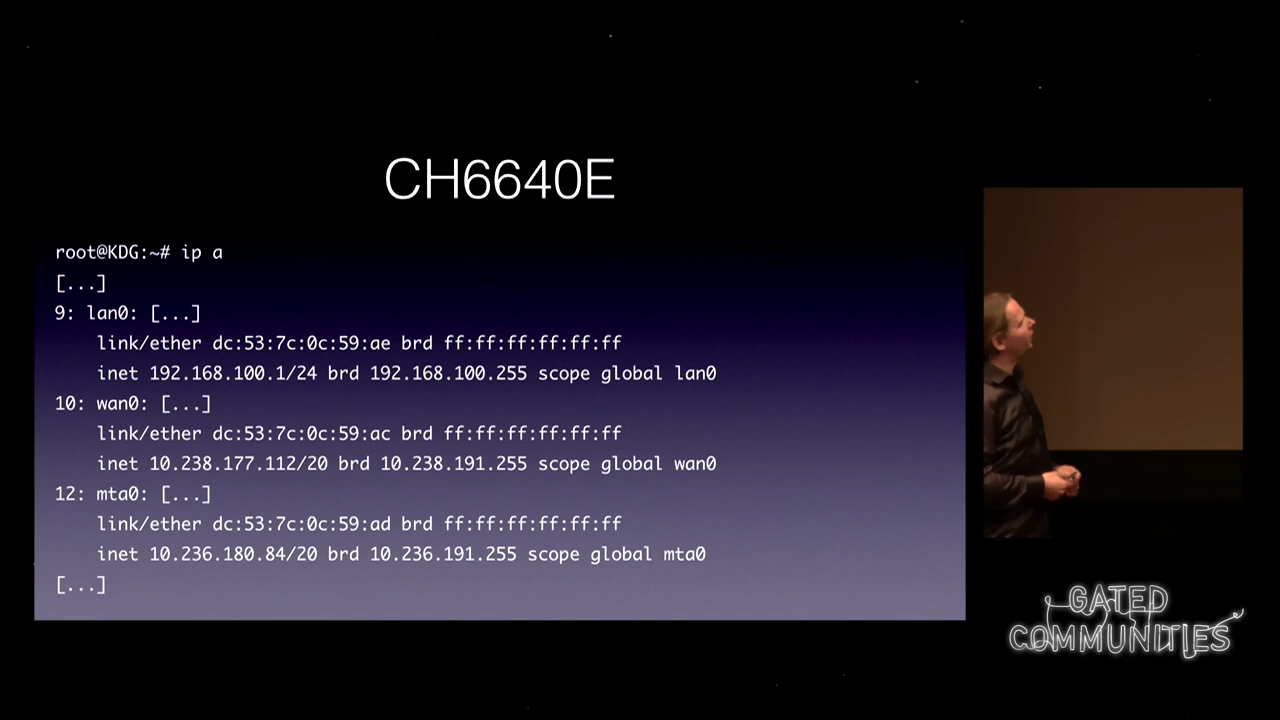 CH6640E
root@KDG:~# ip a
[...]
9: lan0: [...]
link/ether dc:53:7c:0c:59:ae brd ff:ff:ff:ff:ff:ff
inet 192.168.100.1/24 brd 192.168.100.255 scope global lan0
10: wan0: [...]
link/ether dc:53:7c:0c:59:ac brd ff:ff:ff:ff:ff:ff
inet 10.238.177.112/20 brd 10.238.191.255 scope global wan0
12: mta0: [...]
link/ether dc:53:7c:0c:59:ad brd ff:ff:ff:ff:ff:ff
inet 10.236.180.84/20 brd 10.236.191.255 scope global mta0
[...]
GATED
COMMUNITIES